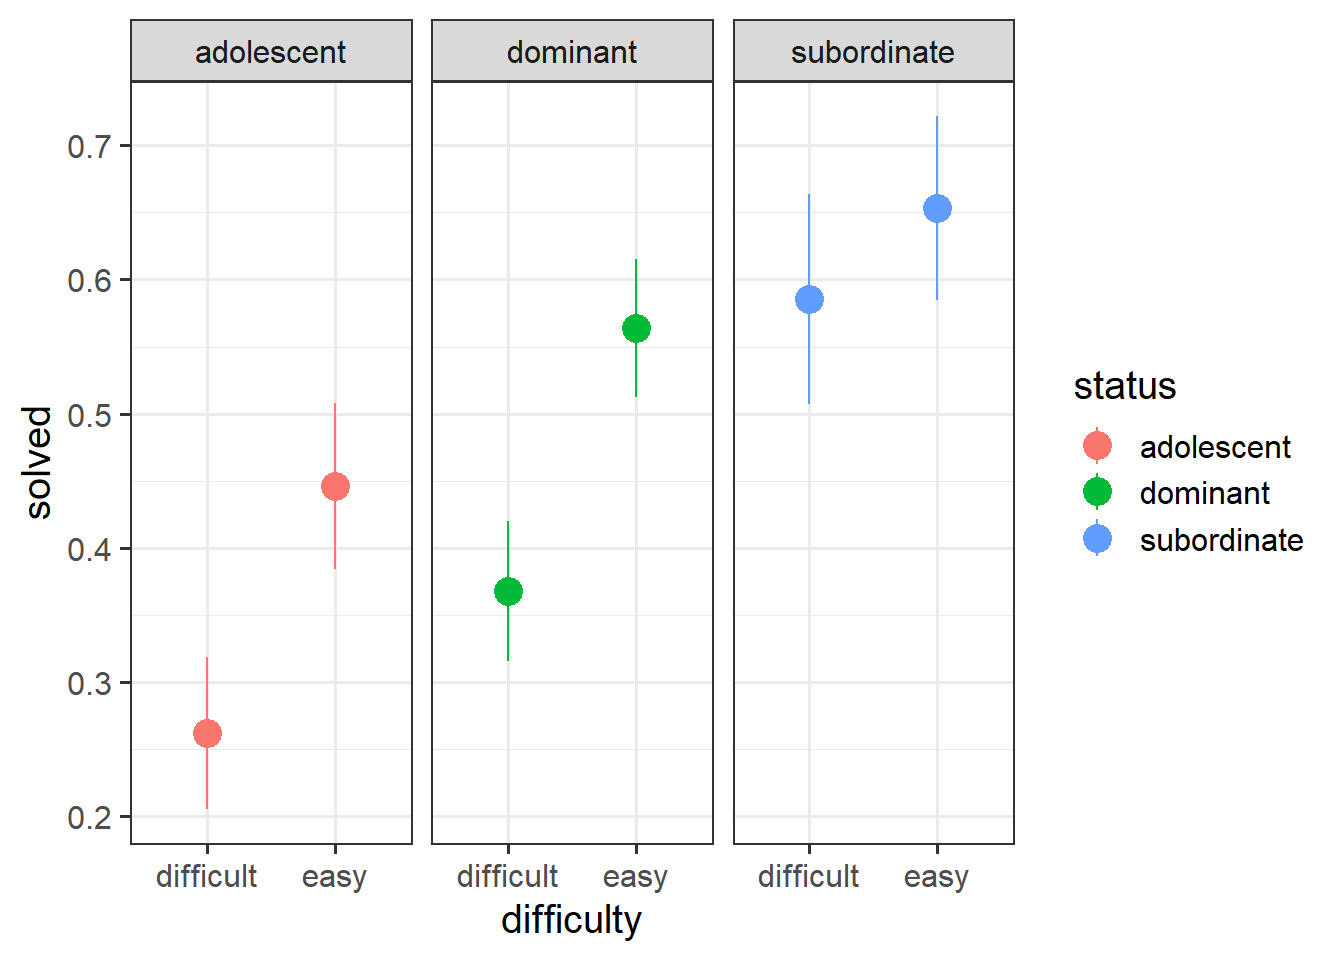 adolescent dominant subordinate
0.7
0.6
0.5
0.4
0.3
0.2
solved
difficult easy difficult easy difficult easy
difficulty
status
adolescent
dominant
subordinate